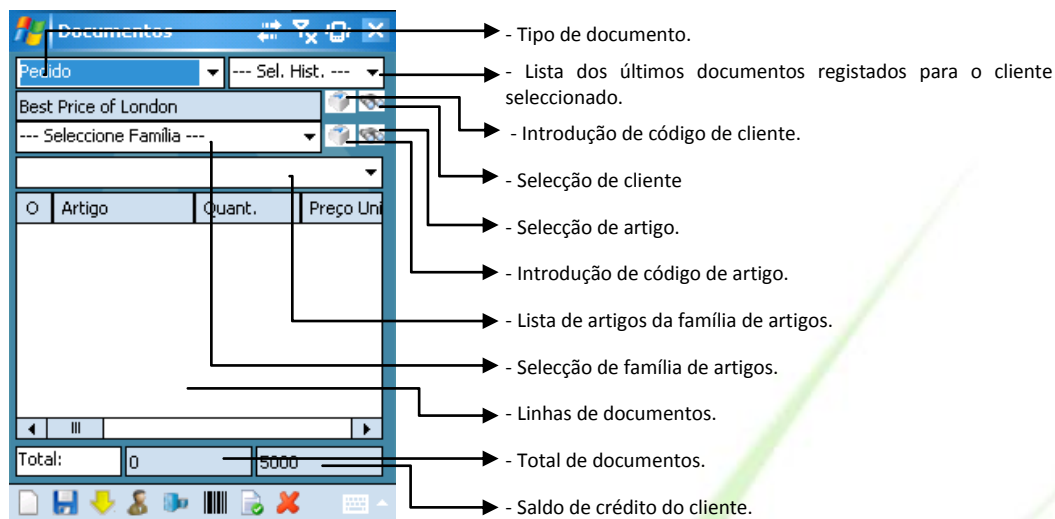 Documentos
- Tipo de documento.
Pedido
--- Sel. Hist. ---
- Lista dos últimos documentos registados para o cliente
seleccionado.
Best Price of London
- Introdução de código de cliente.
--- Seleccione Família ---
- Selecção de cliente
O Artigo Quant. Preço Uni
- Selecção de artigo.
- Introdução de código de artigo.
- Lista de artigos da família de artigos.
- Selecção de família de artigos.
- Linhas de documentos.
Total: 0 5000
- Total de documentos.
- Saldo de crédito do cliente.